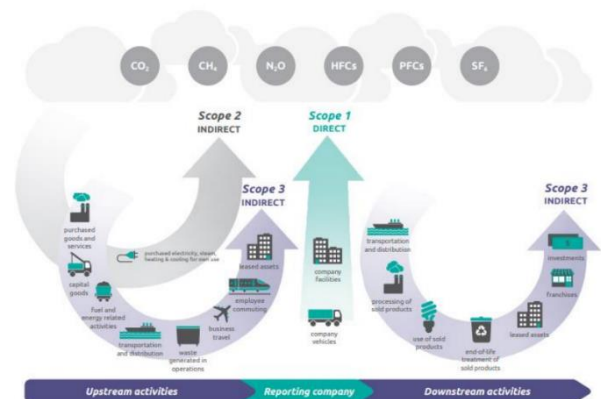 CO₂
CH₄
N₂O
HFCs
PFCs
SF₆
Scope 2
INDIRECT
Scope 1
DIRECT
Scope 3
INDIRECT
Scope 3
INDIRECT
purchased
goods and
services
capital
goods
fuel and
energy related
activities
transportation
and distribution
waste
generated in
operations
business
travel
employee
commuting
leased assets
purchased electricity, steam,
heating & cooling for own use
company
facilities
company
vehicles
transportation
and distribution
processing of
sold products
use of sold
products
end-of-life
treatment of
sold products
leased assets
franchises
investments
Upstream activities
Reporting company
Downstream activities